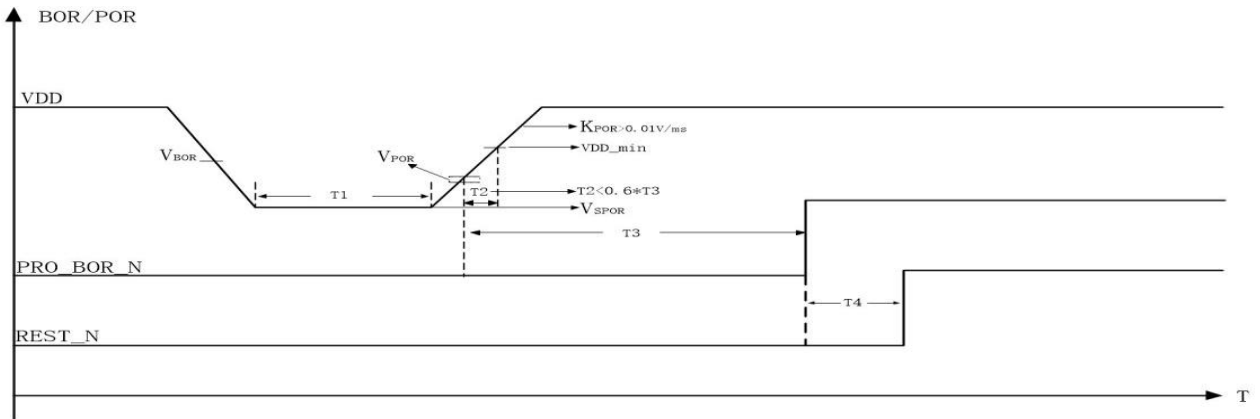 BOR/POR
VDD
KPOR>0.01V/ms
VDD_min
VBOR
VPOR
T1
T2
T2<0.6*T3
VSPOR
T3
PRO_BOR_N
T4
REST_N
T